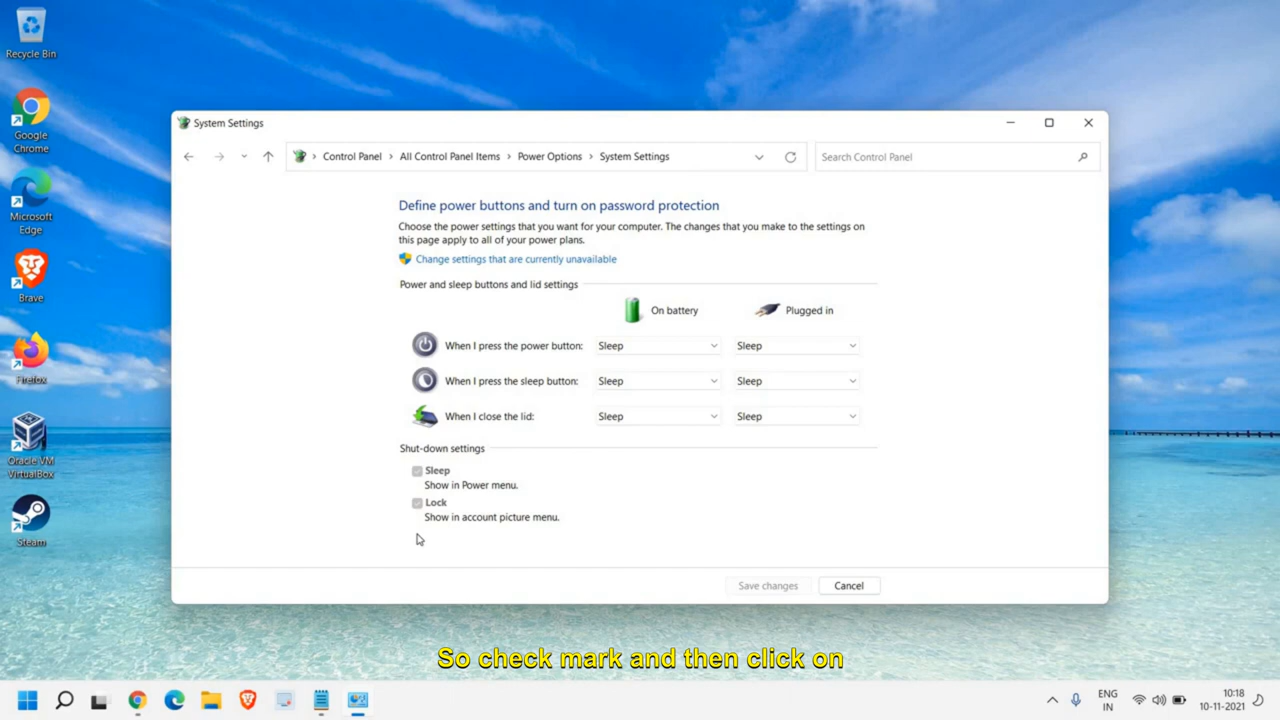 Recycle Bin
Google
Chrome
Microsoft
Edge
Brave
Firefox
Oracle VM
VirtualBox
Steam
System Settings
Control Panel > All Control Panel Items > Power Options > System Settings
Search Control Panel
Define power buttons and turn on password protection
Choose the power settings that you want for your computer. The changes that you make to the settings on
this page apply to all of your power plans.
Change settings that are currently unavailable
Power and sleep buttons and lid settings
On battery
Plugged in
When I press the power button: Sleep Sleep
When I press the sleep button: Sleep Sleep
When I close the lid: Sleep Sleep
Shut-down settings
Sleep
Show in Power menu.
Lock
Show in account picture menu.
Save changes
Cancel
So check mark and then click on
ENG
IN
10:18
10-11-2021